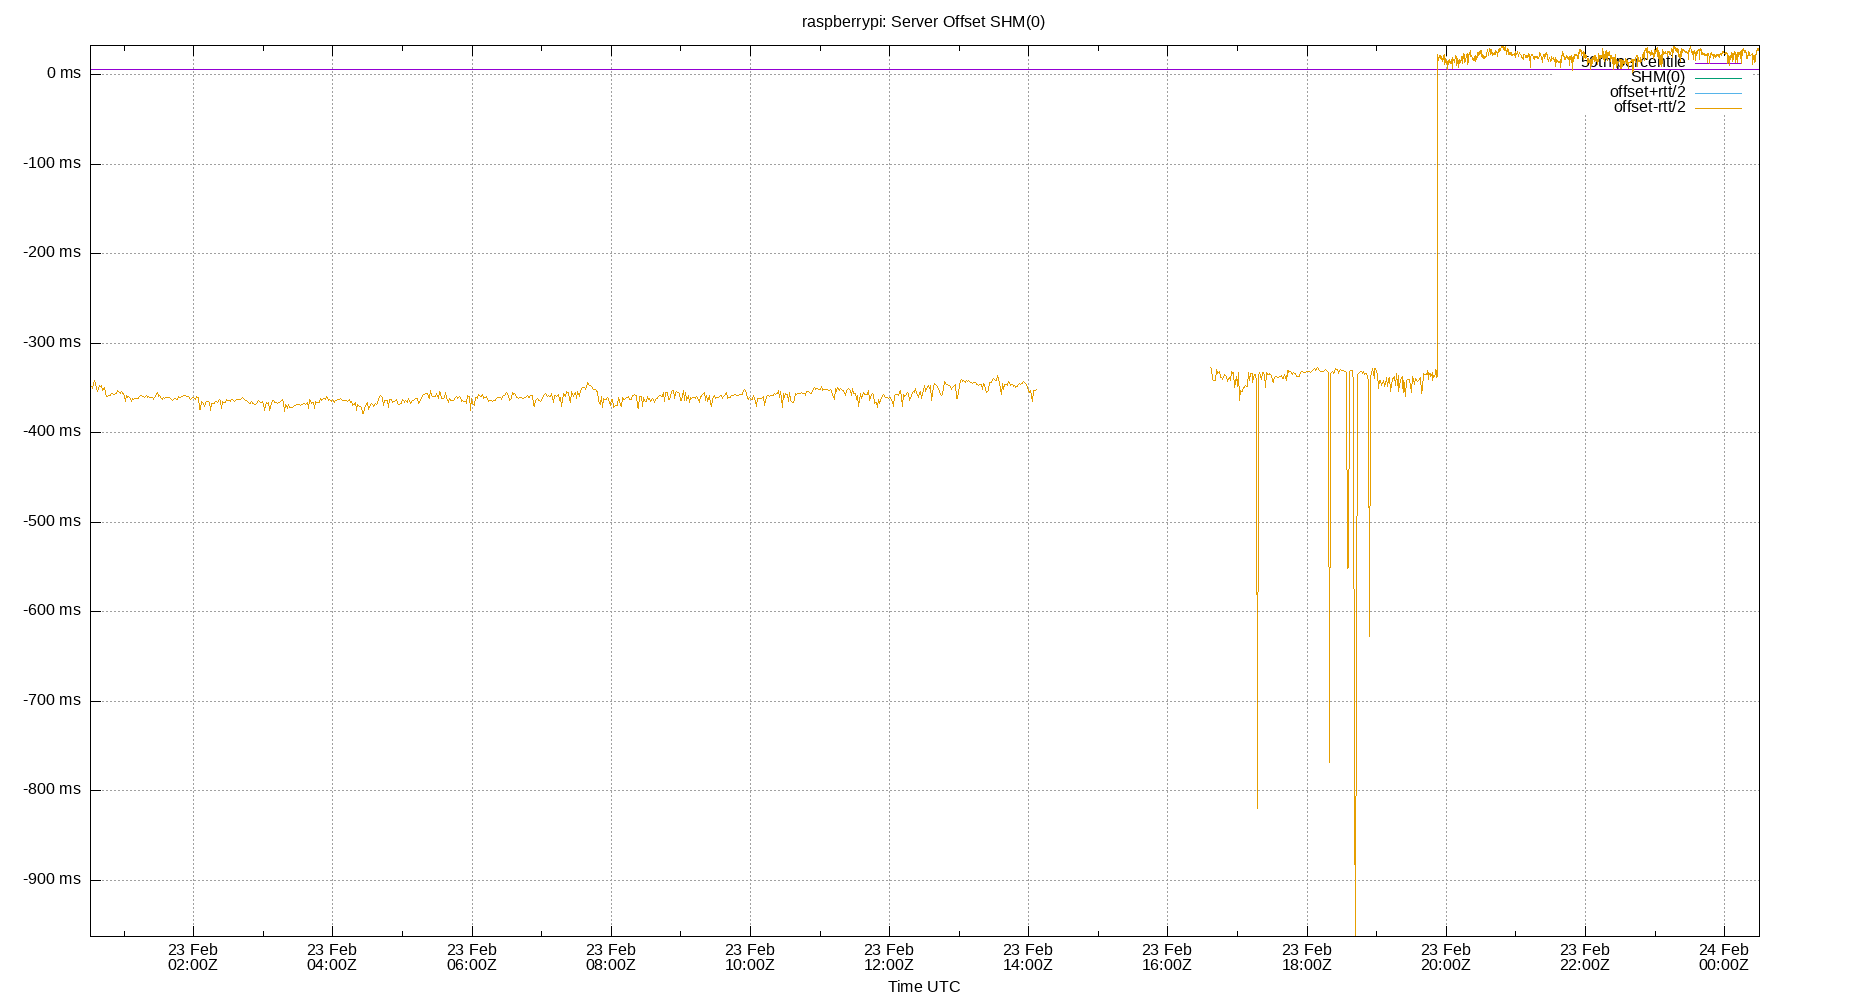 raspberrypi: Server Offset SHM(0)
0 ms
-100 ms
-200 ms
-300 ms
-400 ms
-500 ms
-600 ms
-700 ms
-800 ms
-900 ms
percentile
SHM(0)
offset+rtt/2
offset-rtt/2
23 Feb 23 Feb 23 Feb 23 Feb 23 Feb 23 Feb 23 Feb 23 Feb 23 Feb 23 Feb 23 Feb 24 Feb
02:00Z 04:00Z 06:00Z 08:00Z 10:00Z 12:00Z 14:00Z 16:00Z 18:00Z 20:00Z 22:00Z 00:00Z
Time UTC